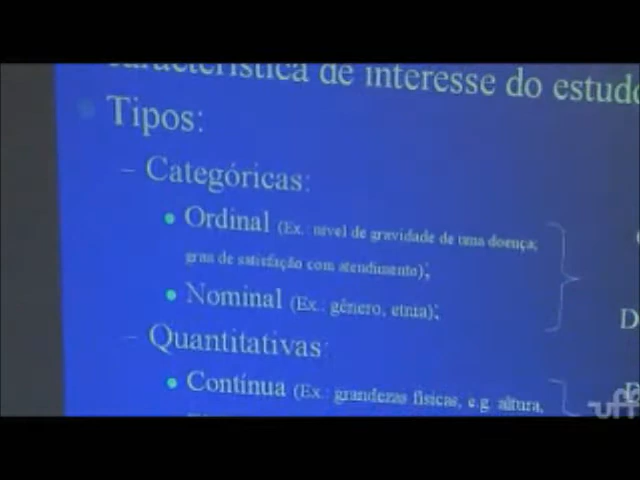 característica de interesse do estudo
Tipos:
– Categóricas:
• Ordinal (Ex.: nível de gravidade de uma doença;
grau de satisfação com atendimento);
• Nominal (Ex.: gênero, etnia);
– Quantitativas:
• Contínua (Ex.: grandezas físicas, e.g. altura,
D
D
uff